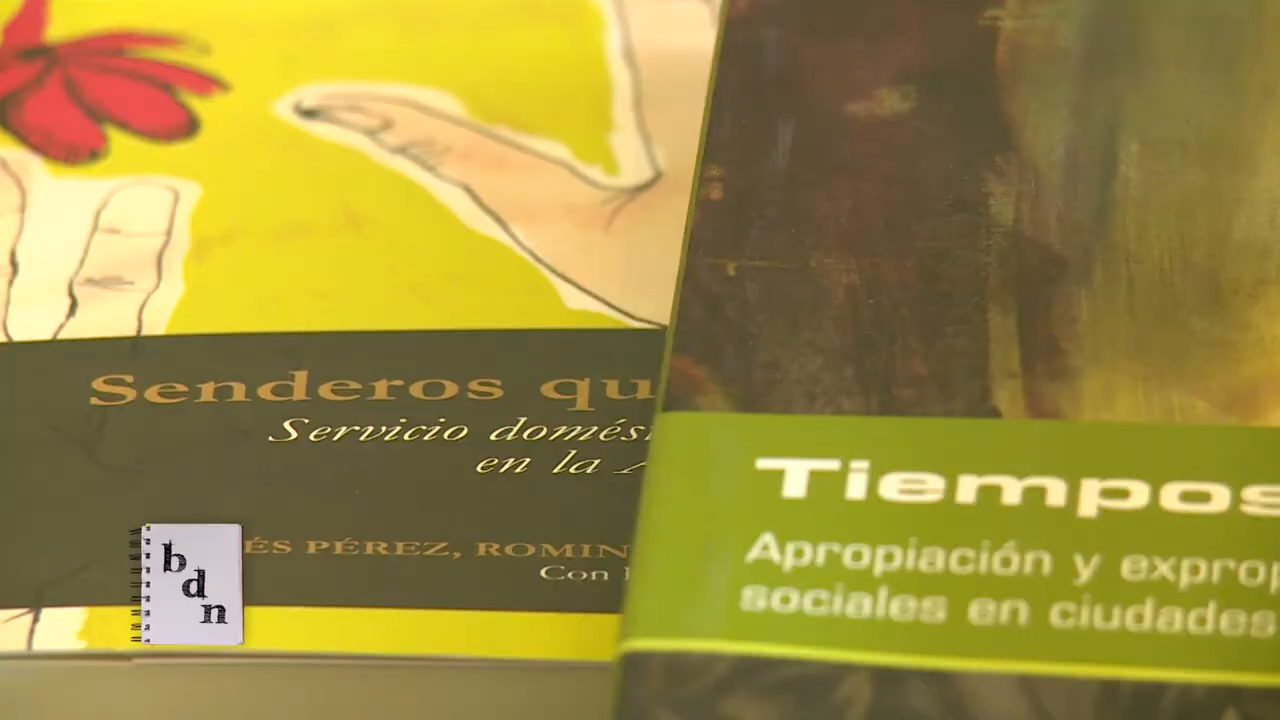 Senderos qu
Servicio domés
en la
ÉS PÉREZ, ROMIN
Con
Tiempos
Apropiación y exprop
sociales en ciudades
b
d
n